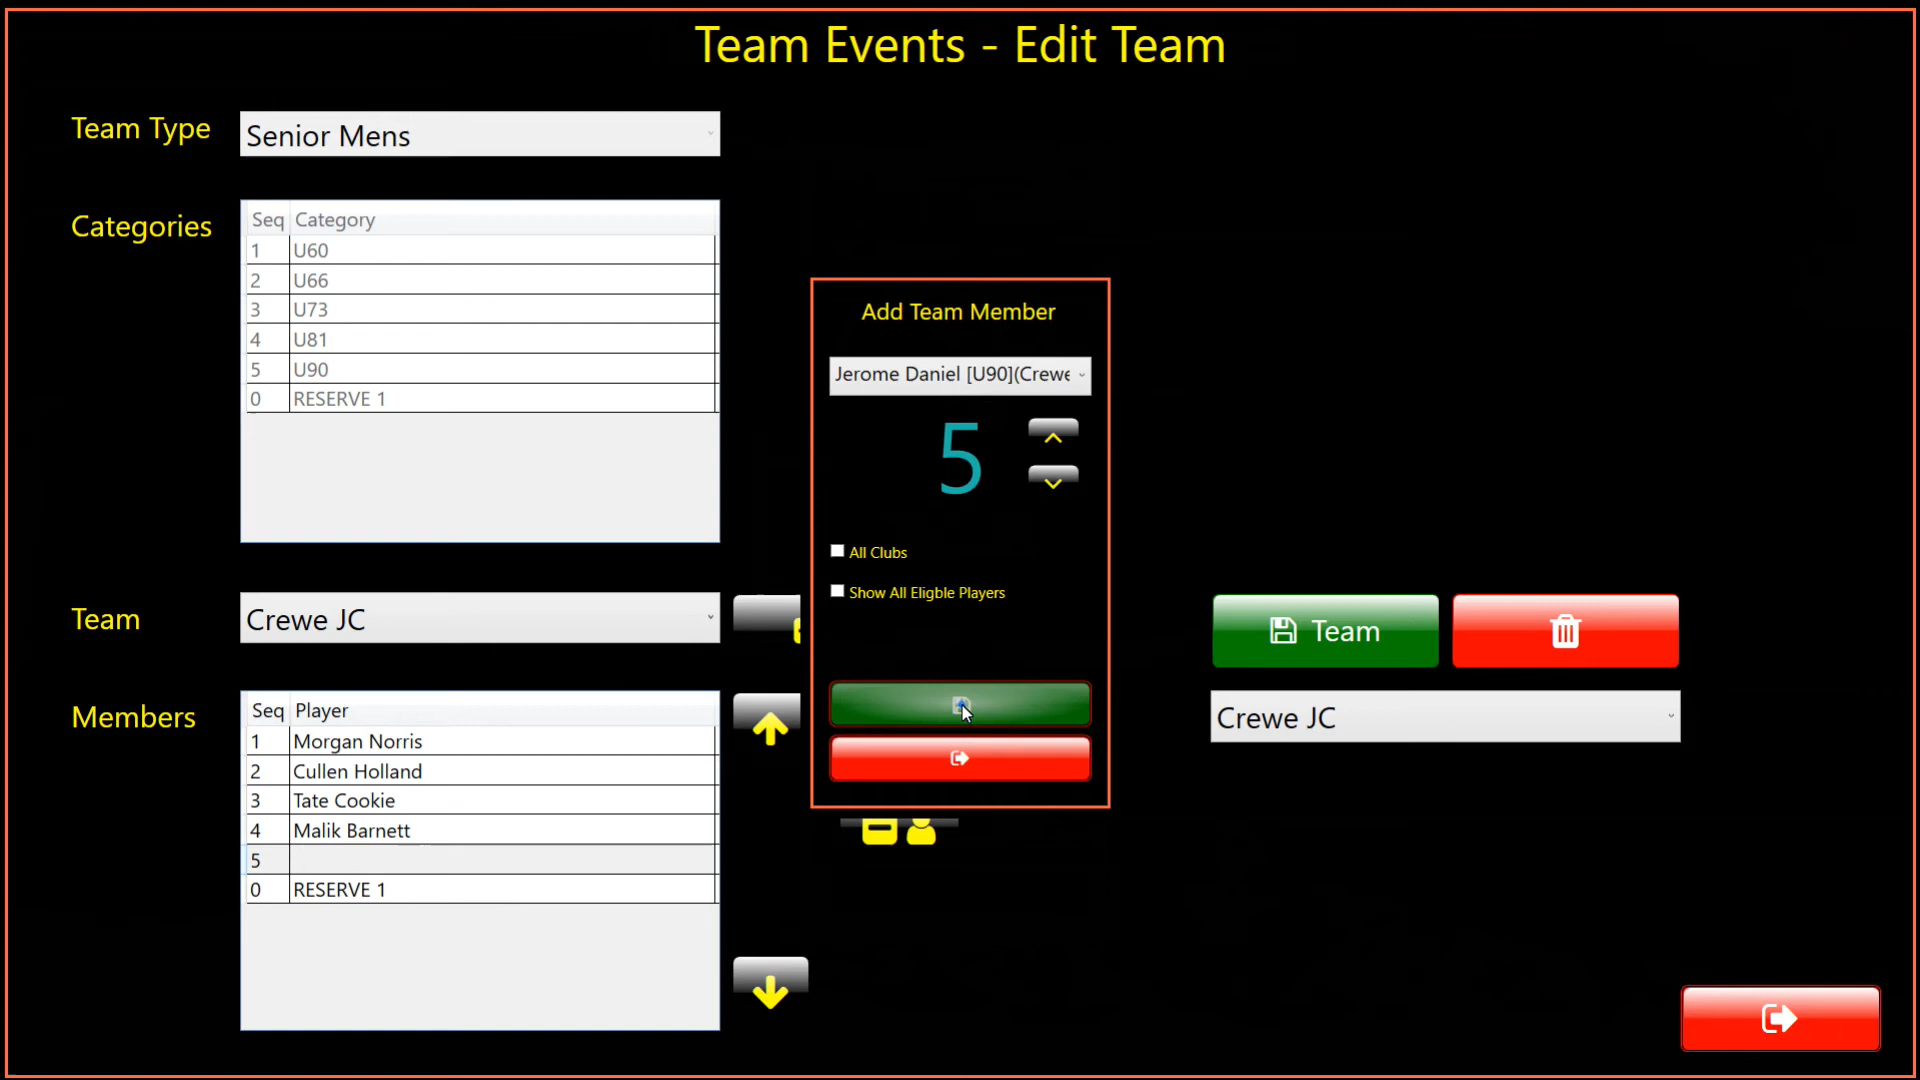 Team Events - Edit Team
Team Type
Senior Mens
Categories
Seq Category
1 U60
2 U66
3 U73
4 U81
5 U90
0 RESERVE 1
Add Team Member
Jerome Daniel [U90](Crewe
5
All Clubs
Show All Eligble Players
Team
Crewe JC
Team
Members
Seq Player
1 Morgan Norris
2 Cullen Holland
3 Tate Cookie
4 Malik Barnett
5
0 RESERVE 1
Crewe JC